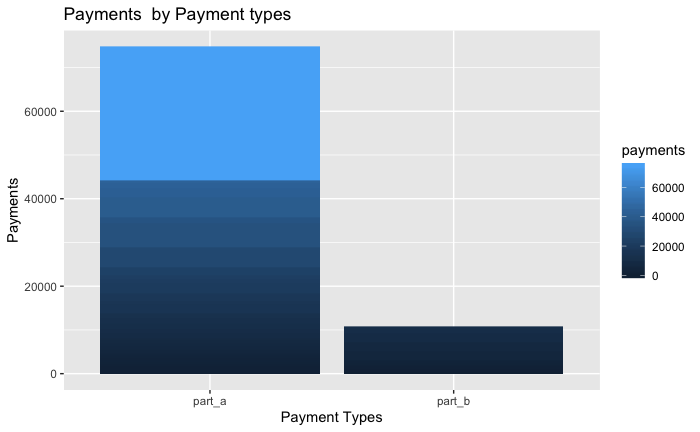 Payments  by Payment types
Payments
60000
40000
20000
0
part_a
part_b
Payment Types
payments
60000
40000
20000
0